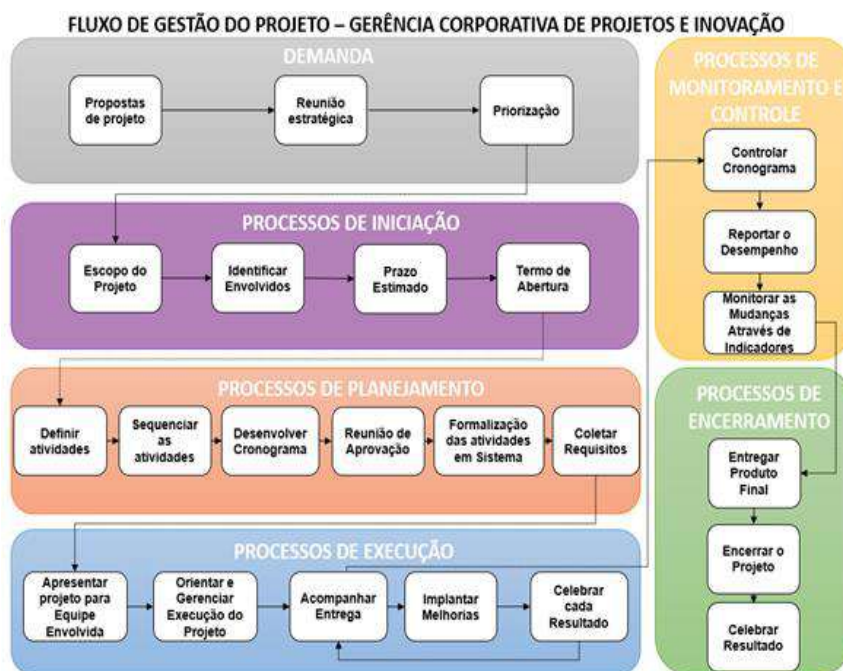 FLUXO DE GESTÃO DO PROJETO – GERÊNCIA CORPORATIVA DE PROJETOS E INOVAÇÃO
DEMANDA
Propostas
de projeto
Reunião
estratégica
Priorização
PROCESSOS DE INICIAÇÃO
Escopo do
Projeto
Identificar
Envolvidos
Prazo
Estimado
Termo de
Abertura
PROCESSOS DE PLANEJAMENTO
Definir
atividades
Sequenciar
as
atividades
Desenvolver
Cronograma
Reunião de
Aprovação
Formalização
das atividades
em Sistema
Coletar
Requisitos
PROCESSOS DE EXECUÇÃO
Apresentar
projeto para
Equipe
Envolvida
Orientar e
Gerenciar
Execução do
Projeto
Acompanhar
Entrega
Implantar
Melhorias
Celebrar
cada
Resultado
PROCESSOS DE
MONITORAMENTO E
CONTROLE
Controlar
Cronograma
Reportar o
Desempenho
Monitorar as
Mudanças
Através de
Indicadores
PROCESSOS DE
ENCERRAMENTO
Entregar
Produto
Final
Encerrar o
Projeto
Celebrar
Resultado